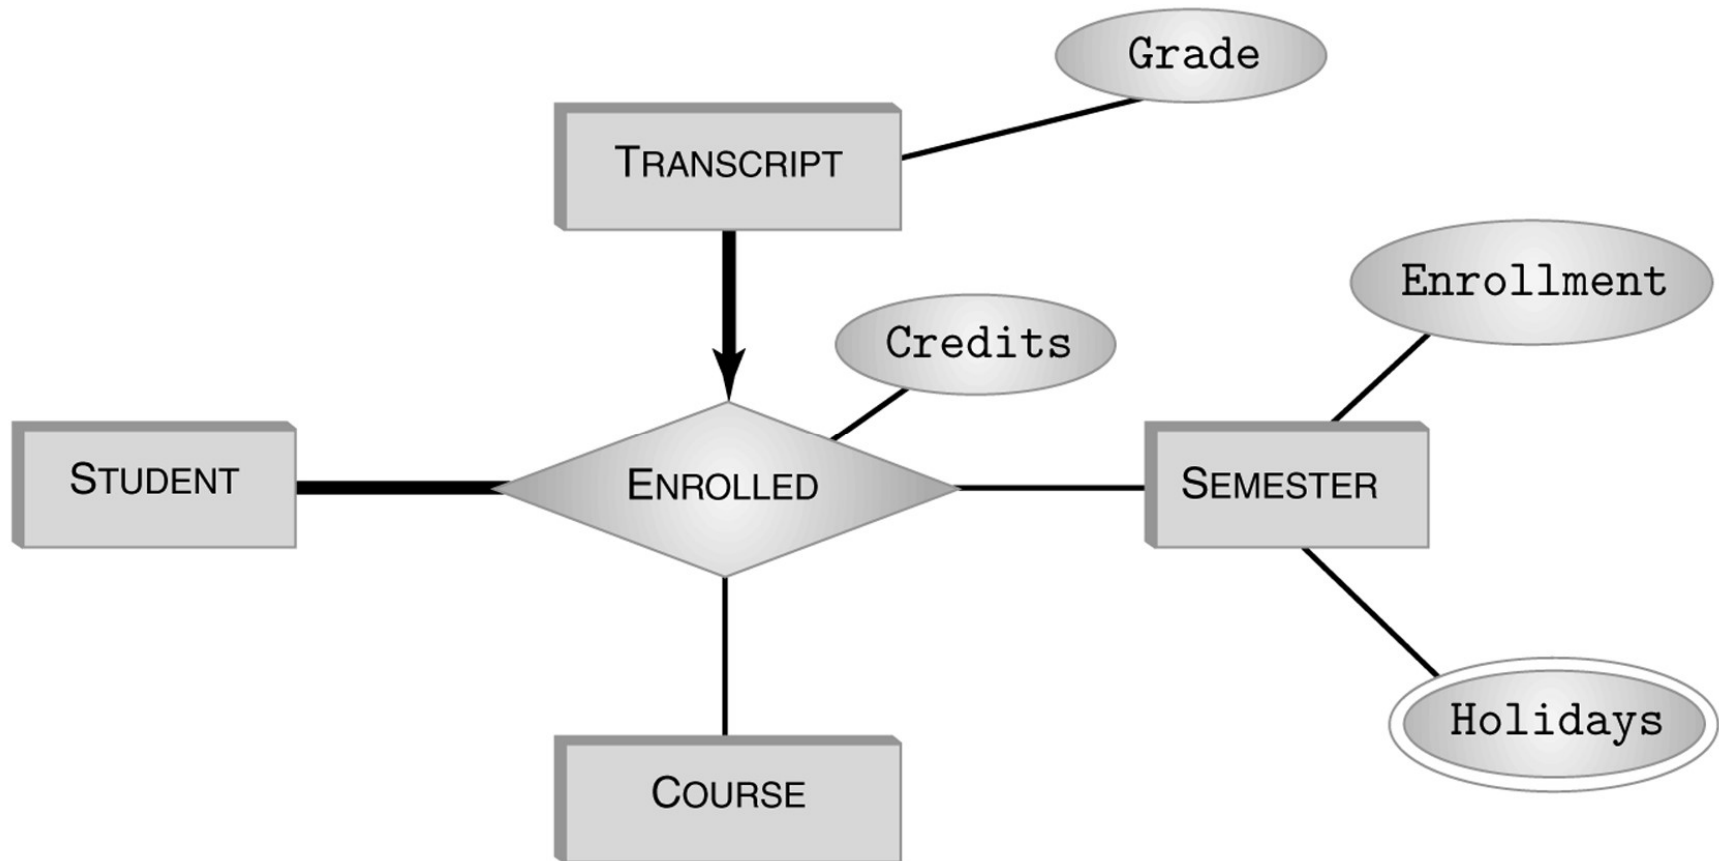 Grade
TRANSCRIPT
Enrollment
Credits
STUDENT
ENROLLED
SEMESTER
Holidays
COURSE